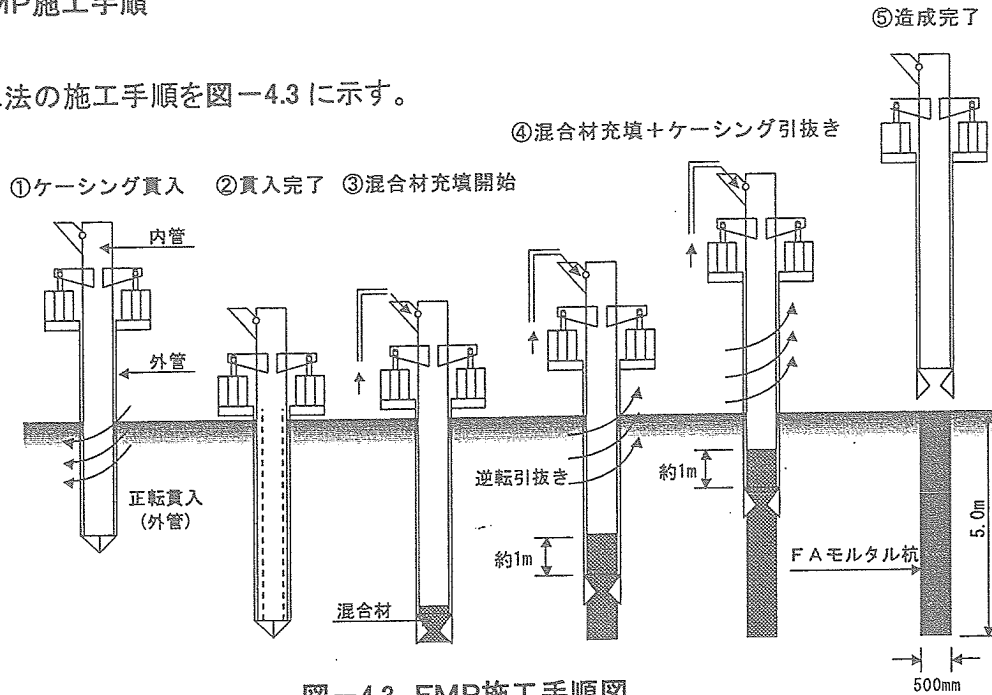 MP施工手順
工法の施工手順を図－4.3に示す。
⑤造成完了
④混合材充填＋ケーシング引抜き
①ケーシング貫入 ②貫入完了 ③混合材充填開始
内管
外管
正転貫入
(外管)
逆転引抜き
約1m
約1m
混合材
FAモルタル杭
5.0m
500mm
図－4.3 FMP施工手順図